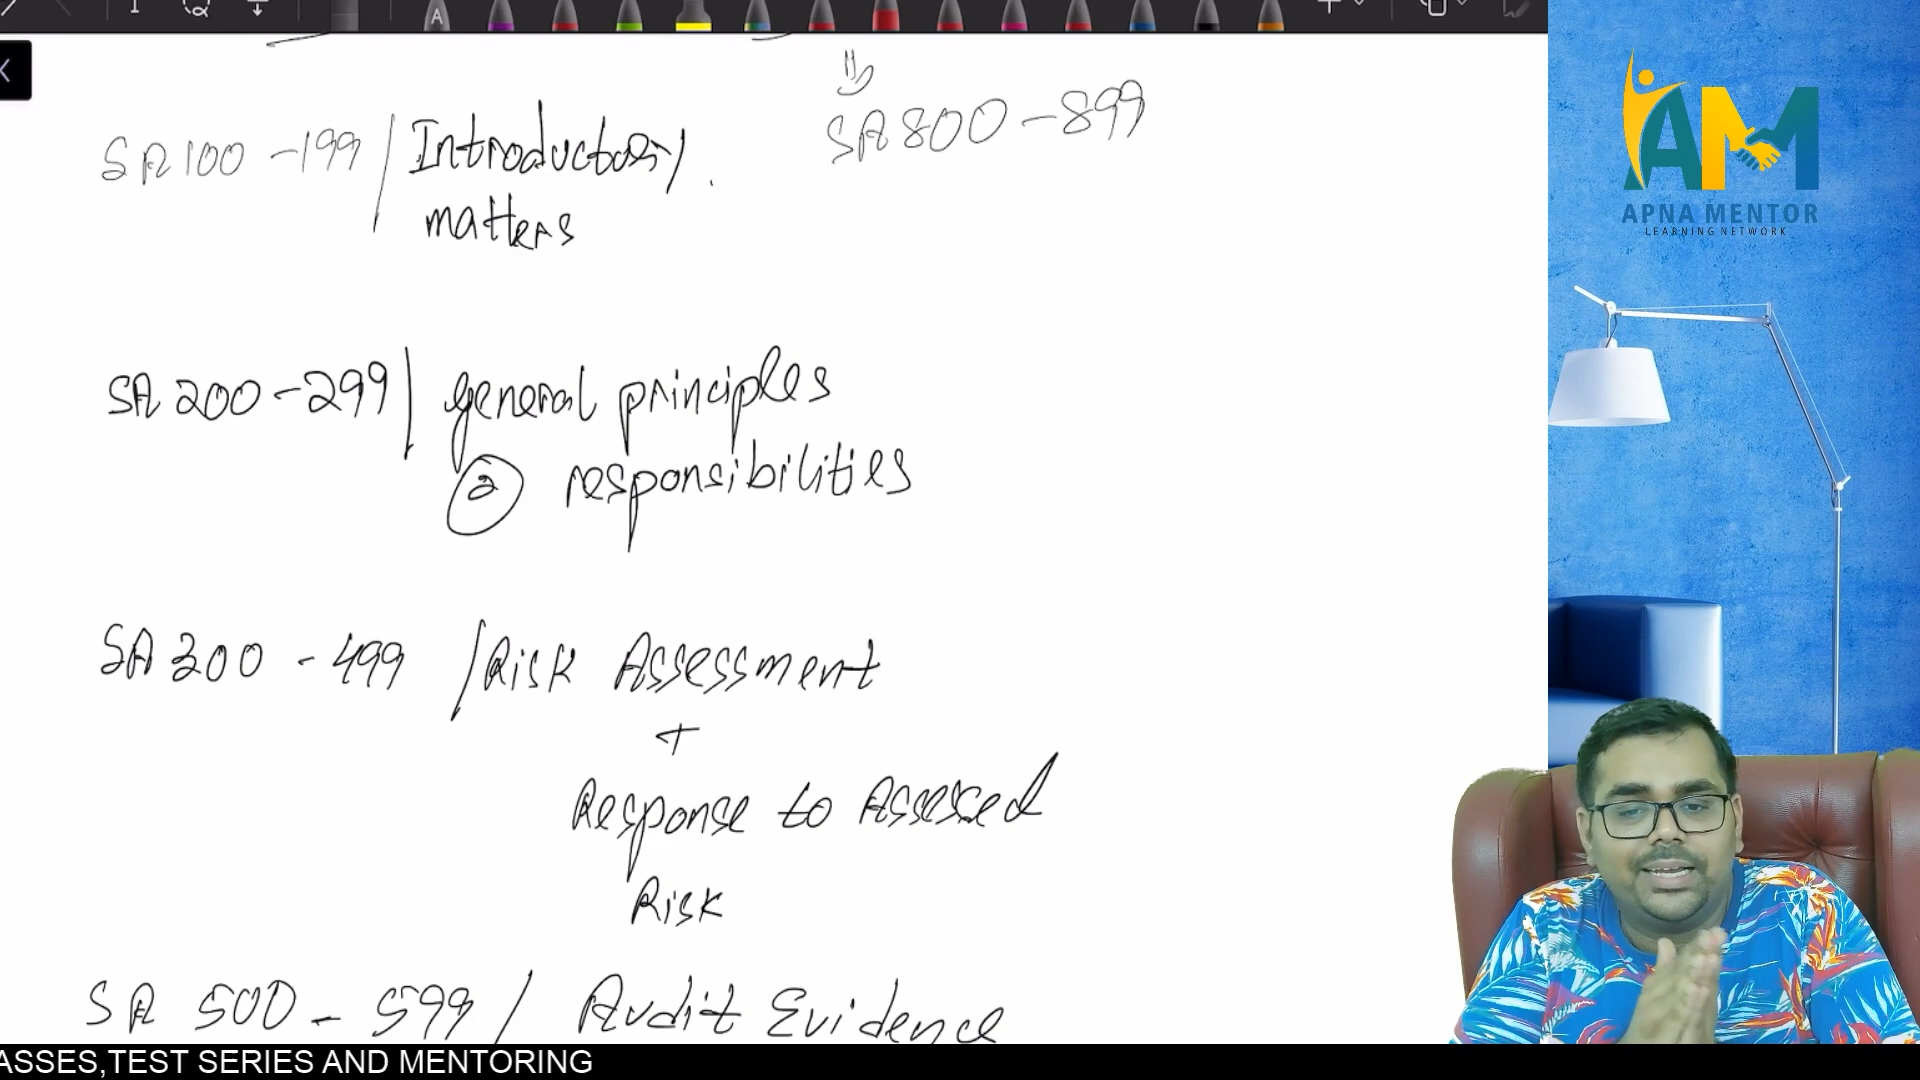 SA 100 - 199 / Introductory
matters
SA 800 - 899
SA 200 - 299 | general principles
② responsibilities
SA 300 - 499 / Risk Assessment
+
Response to Assessed
Risk
SA 500 - 599 / Audit Evidence
AM
APNA MENTOR
LEARNING NETWORK
ASSES,TEST SERIES AND MENTORING